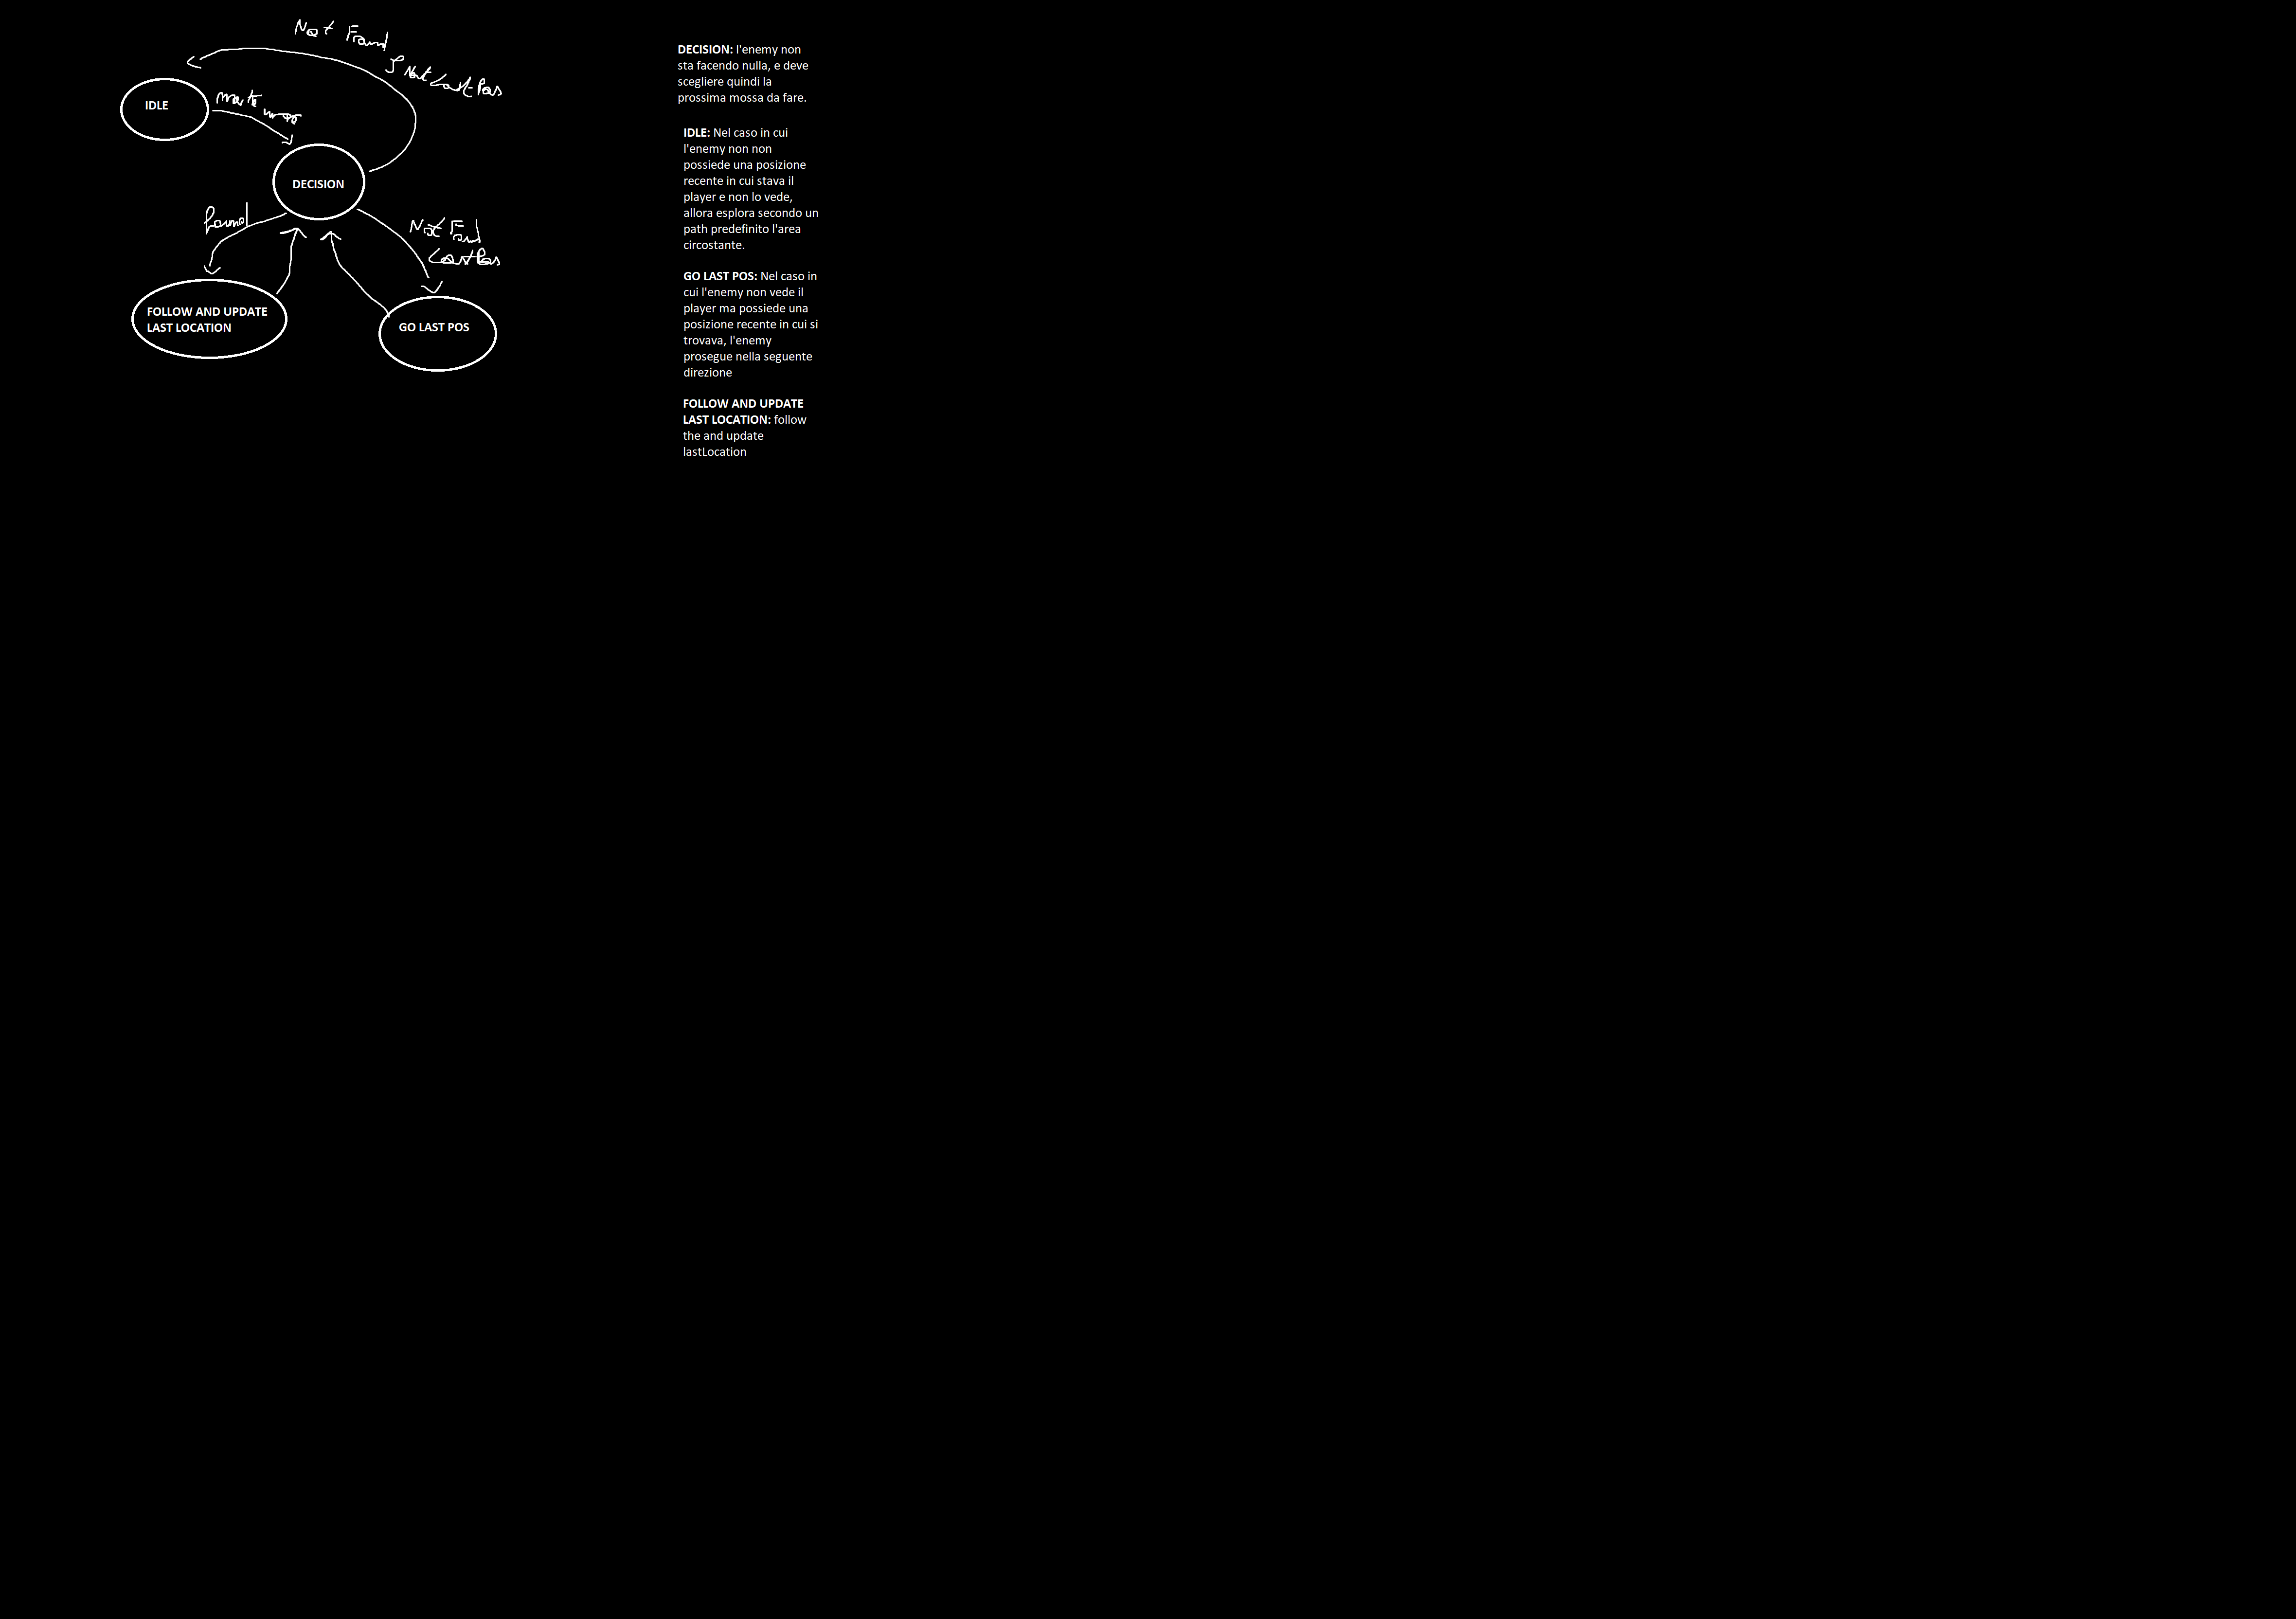 Not Found
& Not Last Pos
IDLE
DECISION
found
Not Found
Last Pos
FOLLOW AND UPDATE
LAST LOCATION
GO LAST POS
DECISION: l'enemy non
sta facendo nulla, e deve
scegliere quindi la
prossima mossa da fare.
IDLE: Nel caso in cui
l'enemy non non
possiede una posizione
recente in cui stava il
player e non lo vede,
allora esplora secondo un
path predefinito l'area
circostante.
GO LAST POS: Nel caso in
cui l'enemy non vede il
player ma possiede una
posizione recente in cui si
trovava, l'enemy
prosegue nella seguente
direzione
FOLLOW AND UPDATE
LAST LOCATION: follow
the and update
lastLocation